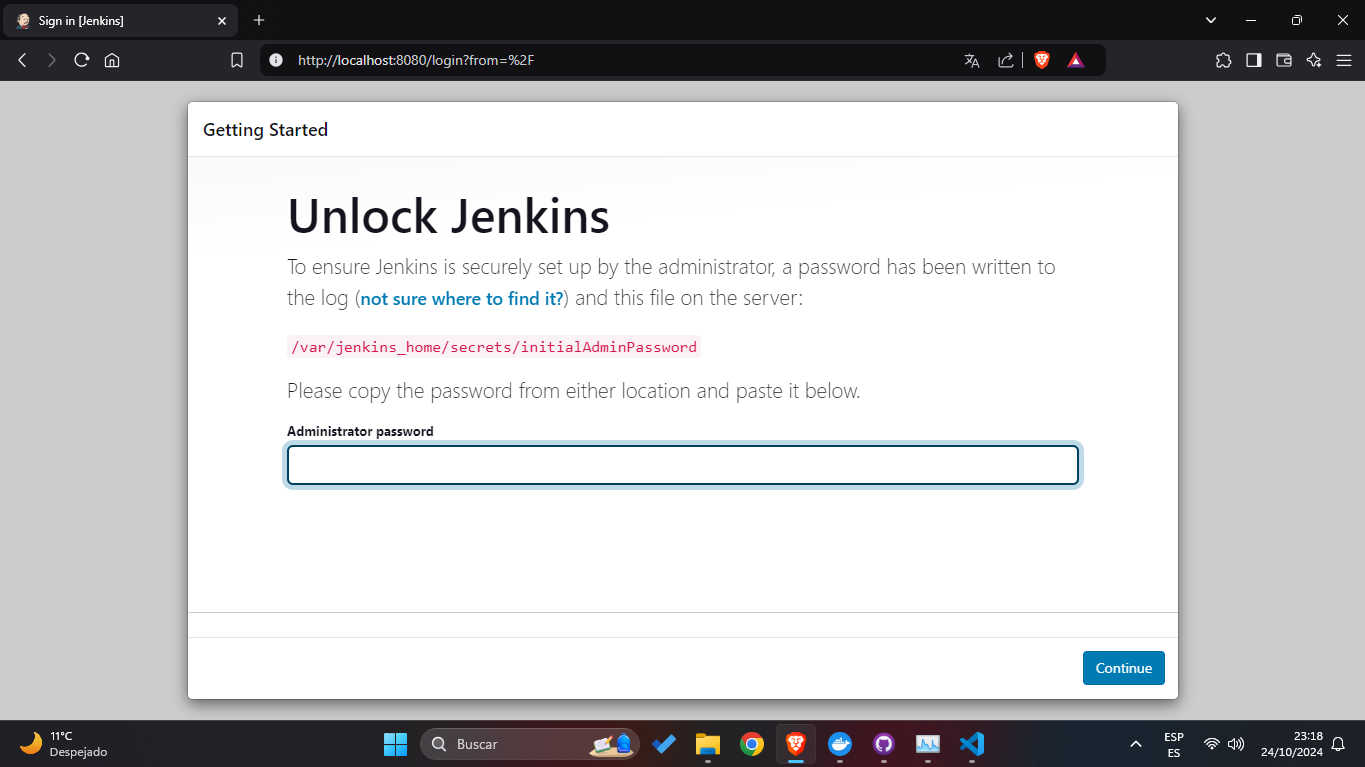 Sign in [Jenkins]
http://localhost:8080/login?from=%2F
Getting Started
Unlock Jenkins
To ensure Jenkins is securely set up by the administrator, a password has been written to
the log (not sure where to find it?) and this file on the server:
/var/jenkins_home/secrets/initialAdminPassword
Please copy the password from either location and paste it below.
Administrator password
Continue
11°C
Despejado
Buscar
ESP
ES
23:18
24/10/2024